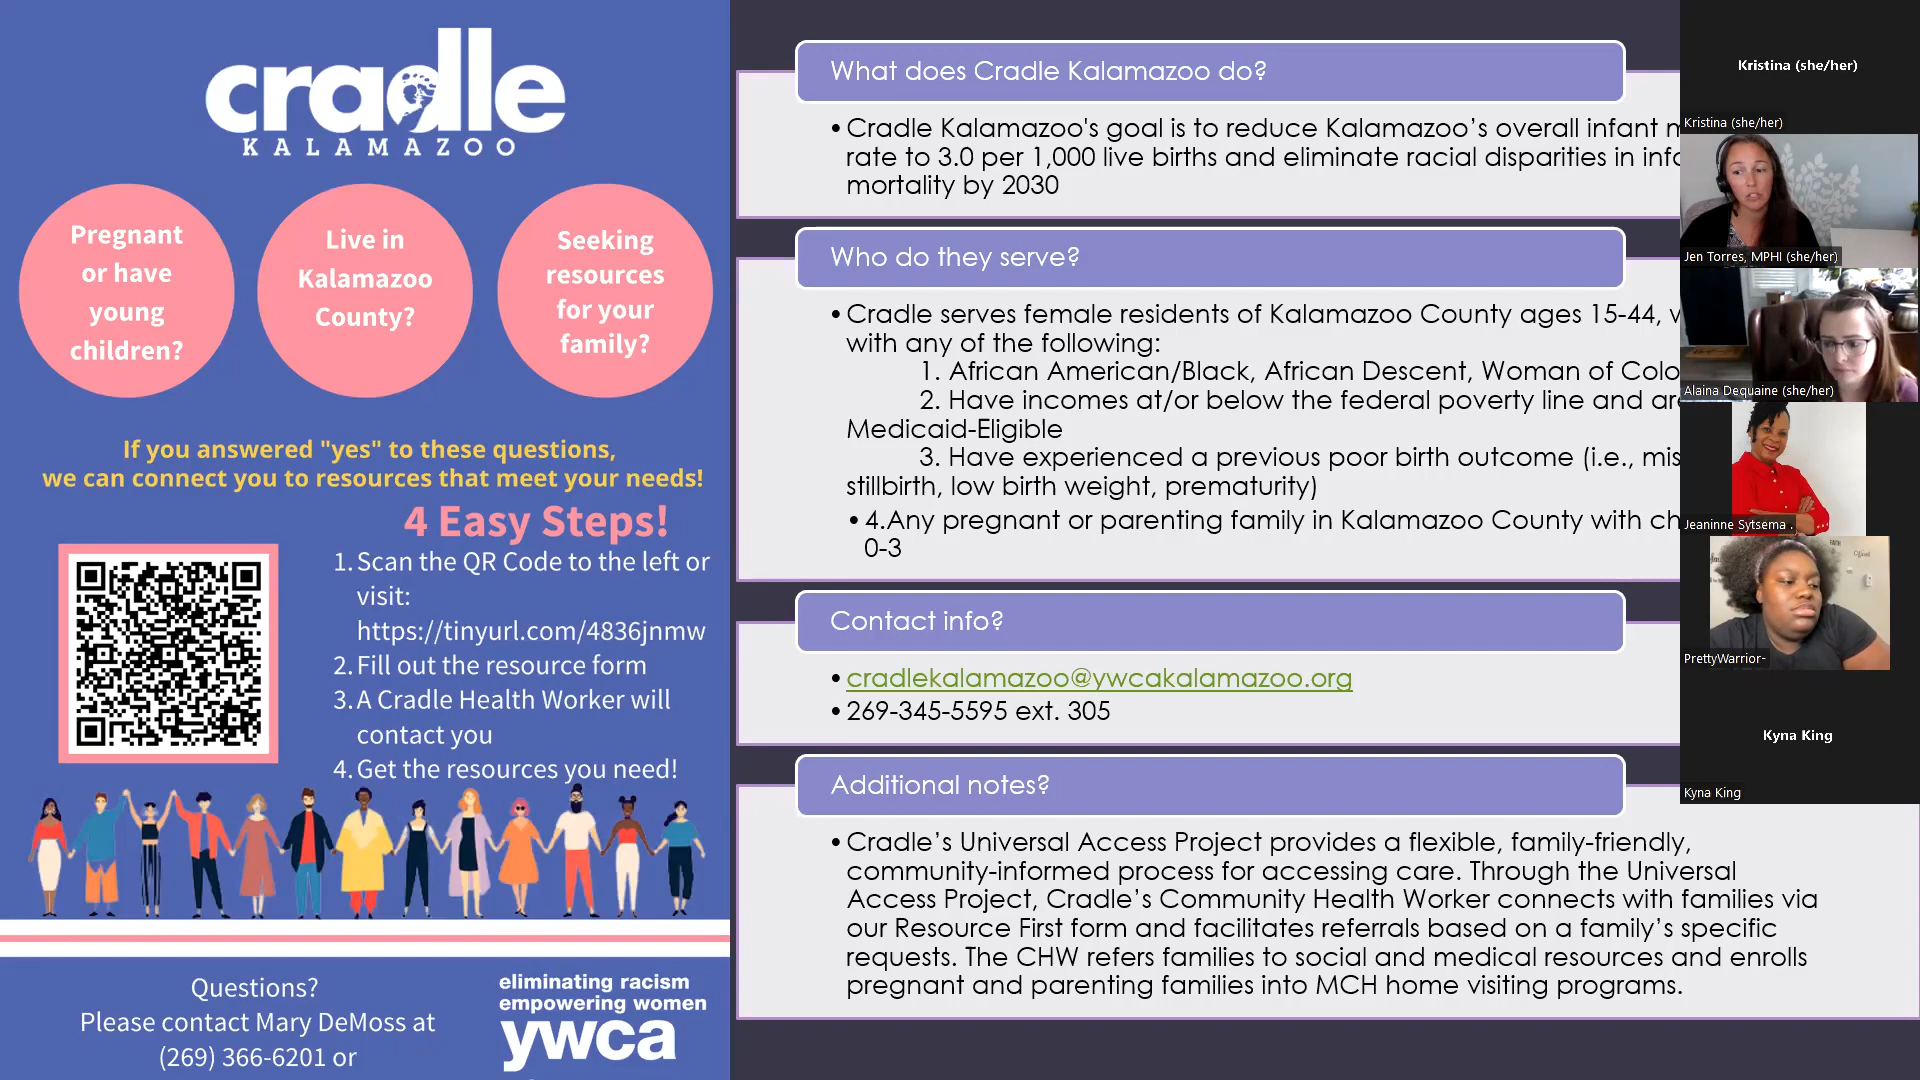 cradle
KALAMAZOO
Pregnant
or have
young
children?
Live in
Kalamazoo
County?
Seeking
resources
for your
family?
If you answered "yes" to these questions,
we can connect you to resources that meet your needs!
4 Easy Steps!
1. Scan the QR Code to the left or
visit:
https://tinyurl.com/4836jnmw
2. Fill out the resource form
3. A Cradle Health Worker will
contact you
4. Get the resources you need!
Questions?
Please contact Mary DeMoss at
(269) 366-6201 or
eliminating racism
empowering women
ywca
What does Cradle Kalamazoo do?
• Cradle Kalamazoo's goal is to reduce Kalamazoo’s overall infant
rate to 3.0 per 1,000 live births and eliminate racial disparities in
mortality by 2030
Who do they serve?
• Cradle serves female residents of Kalamazoo County ages 15-44,
with any of the following:
1. African American/Black, African Descent, Woman of
2. Have incomes at/or below the federal poverty line and
Medicaid-Eligible
3. Have experienced a previous poor birth outcome (i.e.,
stillbirth, low birth weight, prematurity)
• 4.Any pregnant or parenting family in Kalamazoo County with
0-3
Contact info?
• cradlekalamazoo@ywcakalamazoo.org
• 269-345-5595 ext. 305
Additional notes?
• Cradle’s Universal Access Project provides a flexible, family-friendly,
community-informed process for accessing care. Through the Universal
Access Project, Cradle’s Community Health Worker connects with families via
our Resource First form and facilitates referrals based on a family’s specific
requests. The CHW refers families to social and medical resources and enrolls
pregnant and parenting families into MCH home visiting programs.
Kristina (she/her)
Kristina (she/her)
Jen Torres, MPHI (she/her)
Alaina Dequaine (she/her)
Jeaninne Sytsema .
PrettyWarrior-
Kyna King
Kyna King